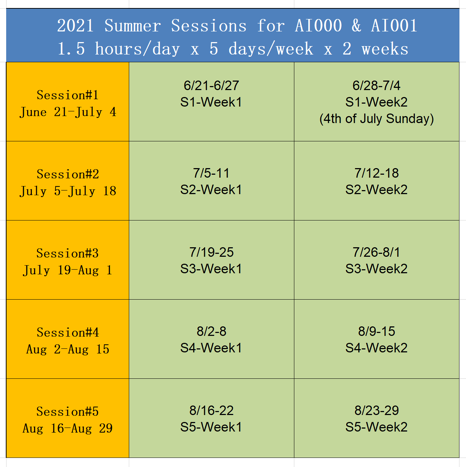 2021 Summer Sessions for AI000 & AI001
1.5 hours/day x 5 days/week x 2 weeks
Session#1
June 21-July 4
6/21-6/27
S1-Week1
6/28-7/4
S1-Week2
(4th of July Sunday)
Session#2
July 5-July 18
7/5-11
S2-Week1
7/12-18
S2-Week2
Session#3
July 19-Aug 1
7/19-25
S3-Week1
7/26-8/1
S3-Week2
Session#4
Aug 2-Aug 15
8/2-8
S4-Week1
8/9-15
S4-Week2
Session#5
Aug 16-Aug 29
8/16-22
S5-Week1
8/23-29
S5-Week2